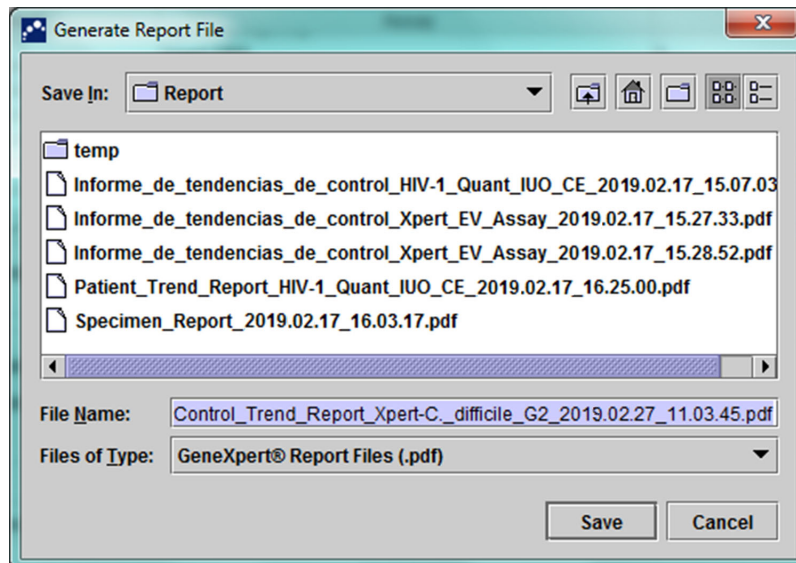 Generate Report File
Save In: Report
temp
Informe_de_tendencias_de_control_HIV-1_Quant_IUO_CE_2019.02.17_15.07.03
Informe_de_tendencias_de_control_Xpert_EV_Assay_2019.02.17_15.27.33.pdf
Informe_de_tendencias_de_control_Xpert_EV_Assay_2019.02.17_15.28.52.pdf
Patient_Trend_Report_HIV-1_Quant_IUO_CE_2019.02.17_16.25.00.pdf
Specimen_Report_2019.02.17_16.03.17.pdf
File Name: Control_Trend_Report_Xpert-C._difficile_G2_2019.02.27_11.03.45.pdf
Files of Type: GeneXpert® Report Files (.pdf)
Save Cancel